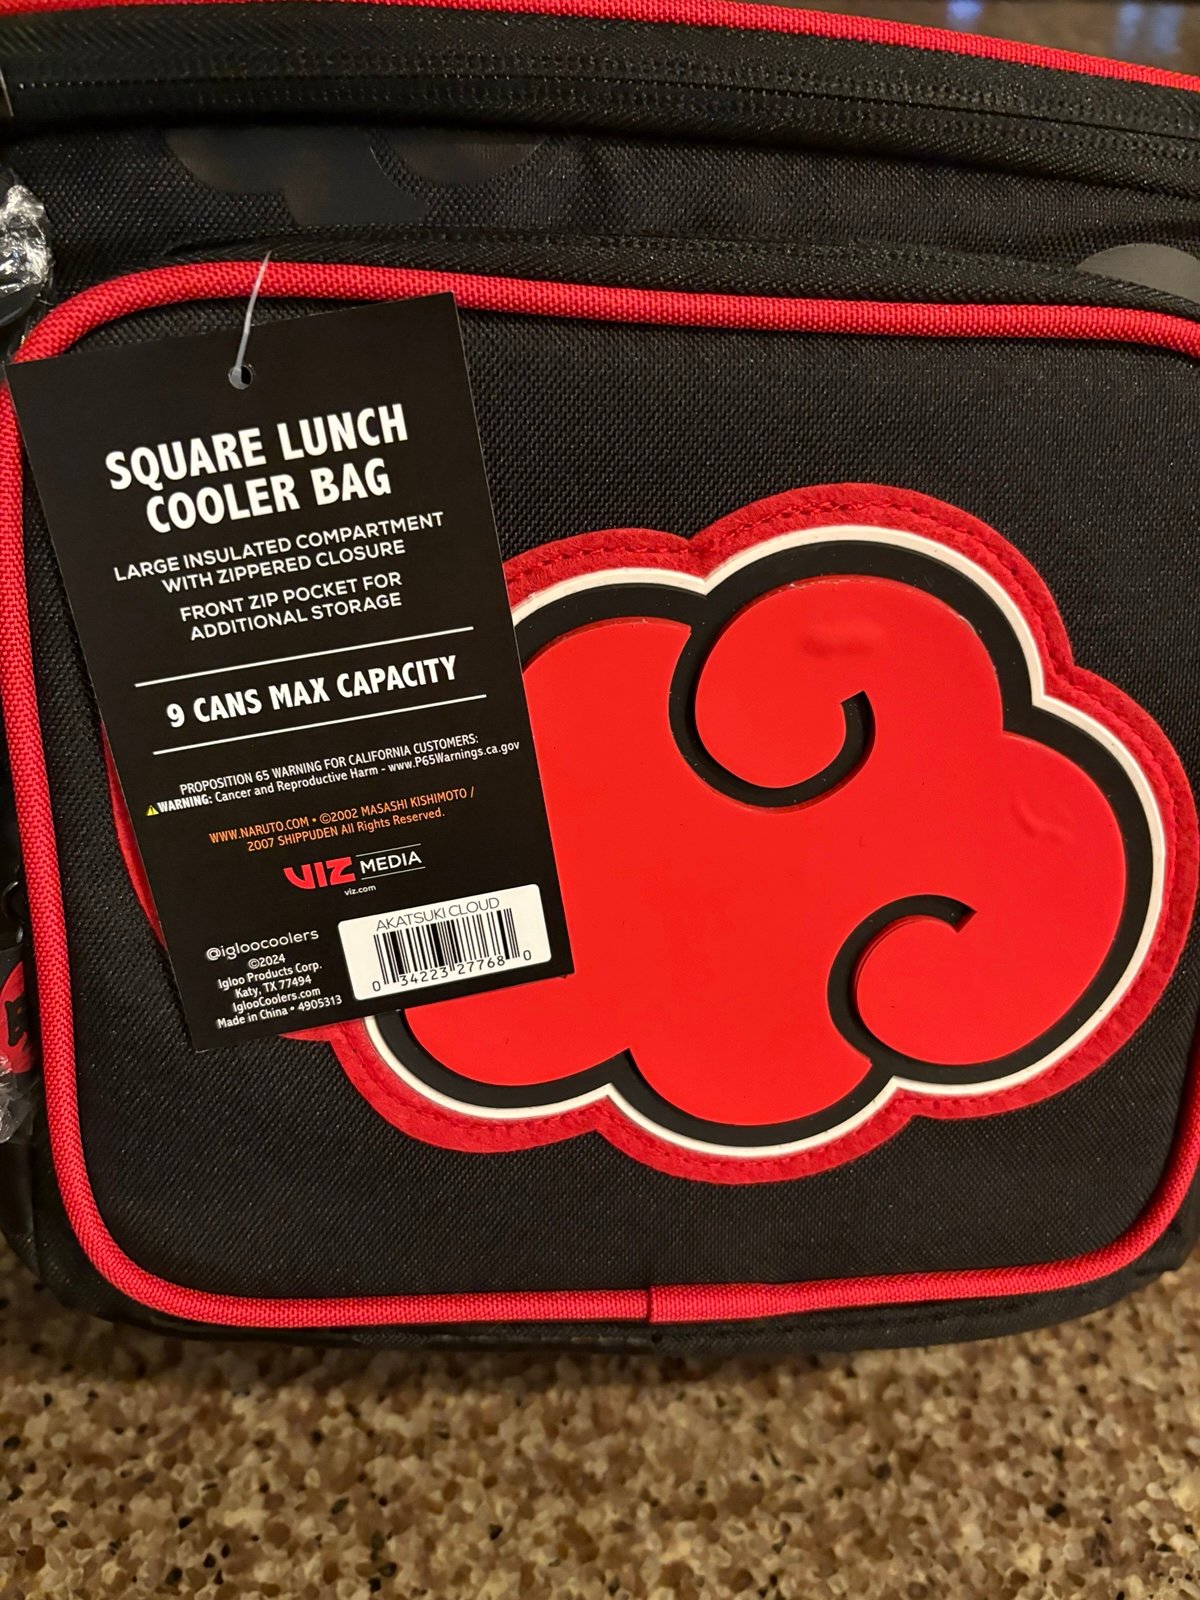 SQUARE LUNCH
COOLER BAG
LARGE INSULATED COMPARTMENT
WITH ZIPPERED CLOSURE
FRONT ZIP POCKET FOR
ADDITIONAL STORAGE
9 CANS MAX CAPACITY
PROPOSITION 65 WARNING FOR CALIFORNIA CUSTOMERS:
WARNING: Cancer and Reproductive Harm - www.P65Warnings.ca.gov
WWW.NARUTO.COM • ©2002 MASASHI KISHIMOTO /
2007 SHIPPUDEN All Rights Reserved.
VIZ MEDIA
viz.com
@igloocoolers
©2024
Igloo Products Corp.
Katy, TX 77494
IglooCoolers.com
Made in China • 4905313
AKATSUKI CLOUD
0 34223 27768 0